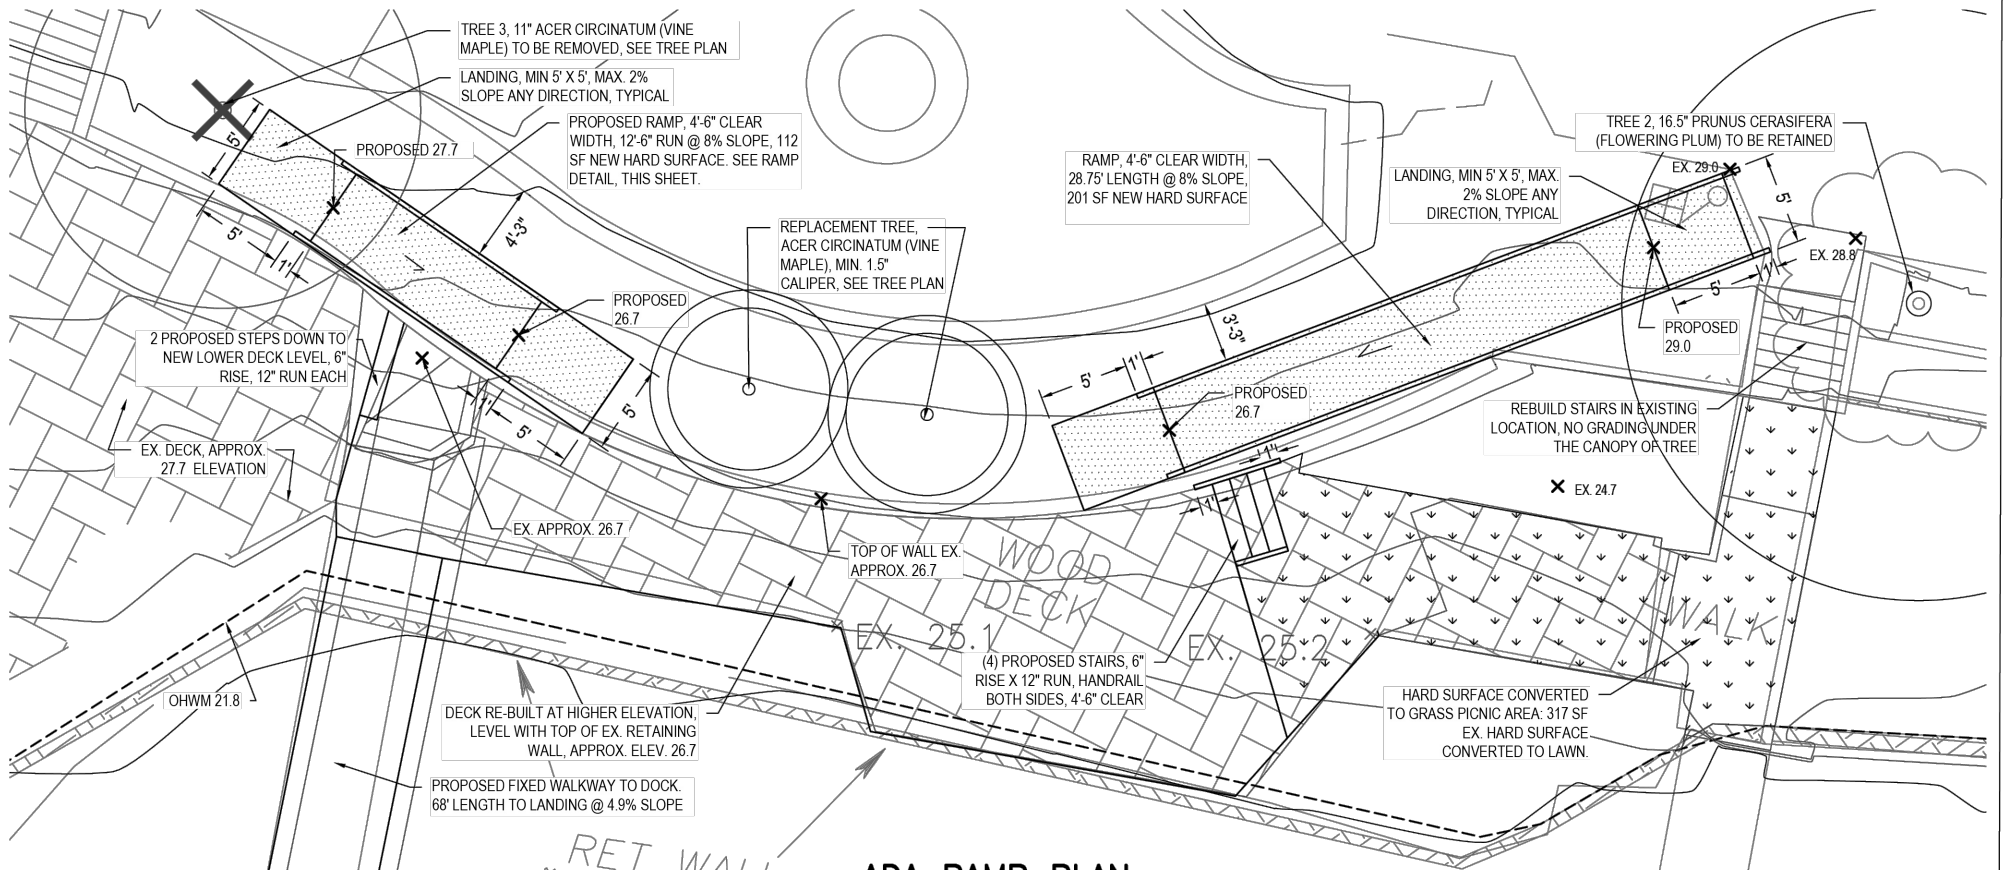 TREE 3, 11" ACER CIRCINATUM (VINE
MAPLE) TO BE REMOVED, SEE TREE PLAN
LANDING, MIN 5' X 5', MAX. 2%
SLOPE ANY DIRECTION, TYPICAL
PROPOSED RAMP, 4'-6" CLEAR
WIDTH, 12'-6" RUN @ 8% SLOPE, 112
SF NEW HARD SURFACE. SEE RAMP
DETAIL, THIS SHEET.
PROPOSED 27.7
5'
5'
1'
4'-3"
PROPOSED
26.7
REPLACEMENT TREE,
ACER CIRCINATUM (VINE
MAPLE), MIN. 1.5"
CALIPER, SEE TREE PLAN
RAMP, 4'-6" CLEAR WIDTH,
28.75' LENGTH @ 8% SLOPE,
201 SF NEW HARD SURFACE
LANDING, MIN 5' X 5', MAX.
2% SLOPE ANY
DIRECTION, TYPICAL
TREE 2, 16.5" PRUNUS CERASIFERA
(FLOWERING PLUM) TO BE RETAINED
EX. 29.0
5'
EX. 28.8
1'
5'
PROPOSED
29.0
3'-3"
5'
1'
PROPOSED
26.7
2 PROPOSED STEPS DOWN TO
NEW LOWER DECK LEVEL, 6"
RISE, 12" RUN EACH
1'
5'
5'
EX. DECK, APPROX.
27.7 ELEVATION
EX. APPROX. 26.7
TOP OF WALL EX.
APPROX. 26.7
WOOD
DECK
1'
1'
REBUILD STAIRS IN EXISTING
LOCATION, NO GRADING UNDER
THE CANOPY OF TREE
EX. 24.7
WALK
EX. 25.1
EX. 25.2
(4) PROPOSED STAIRS, 6"
RISE X 12" RUN, HANDRAIL
BOTH SIDES, 4'-6" CLEAR
OHWM 21.8
DECK RE-BUILT AT HIGHER ELEVATION,
LEVEL WITH TOP OF EX. RETAINING
WALL, APPROX. ELEV. 26.7
HARD SURFACE CONVERTED
TO GRASS PICNIC AREA: 317 SF
EX. HARD SURFACE
CONVERTED TO LAWN.
PROPOSED FIXED WALKWAY TO DOCK.
68' LENGTH TO LANDING @ 4.9% SLOPE
RET WALL
ADA RAMP PLAN